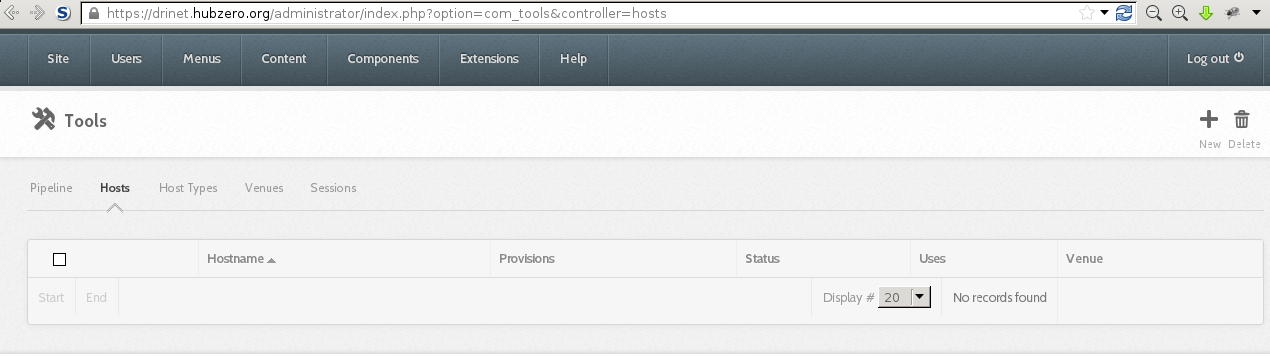 S https://drinet.hubzero.org/administrator/index.php?option=com_tools&controller=hosts
Site Users Menus Content Components Extensions Help Log out
Tools
New Delete
Pipeline Hosts Host Types Venues Sessions
Hostname Provisions Status Uses Venue
Start End Display # 20 No records found